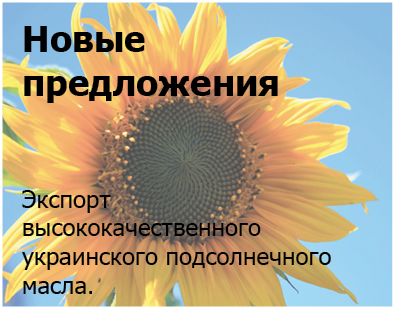 Новые
предложения
Экспорт
высококачественного
украинского подсолнечного
масла.